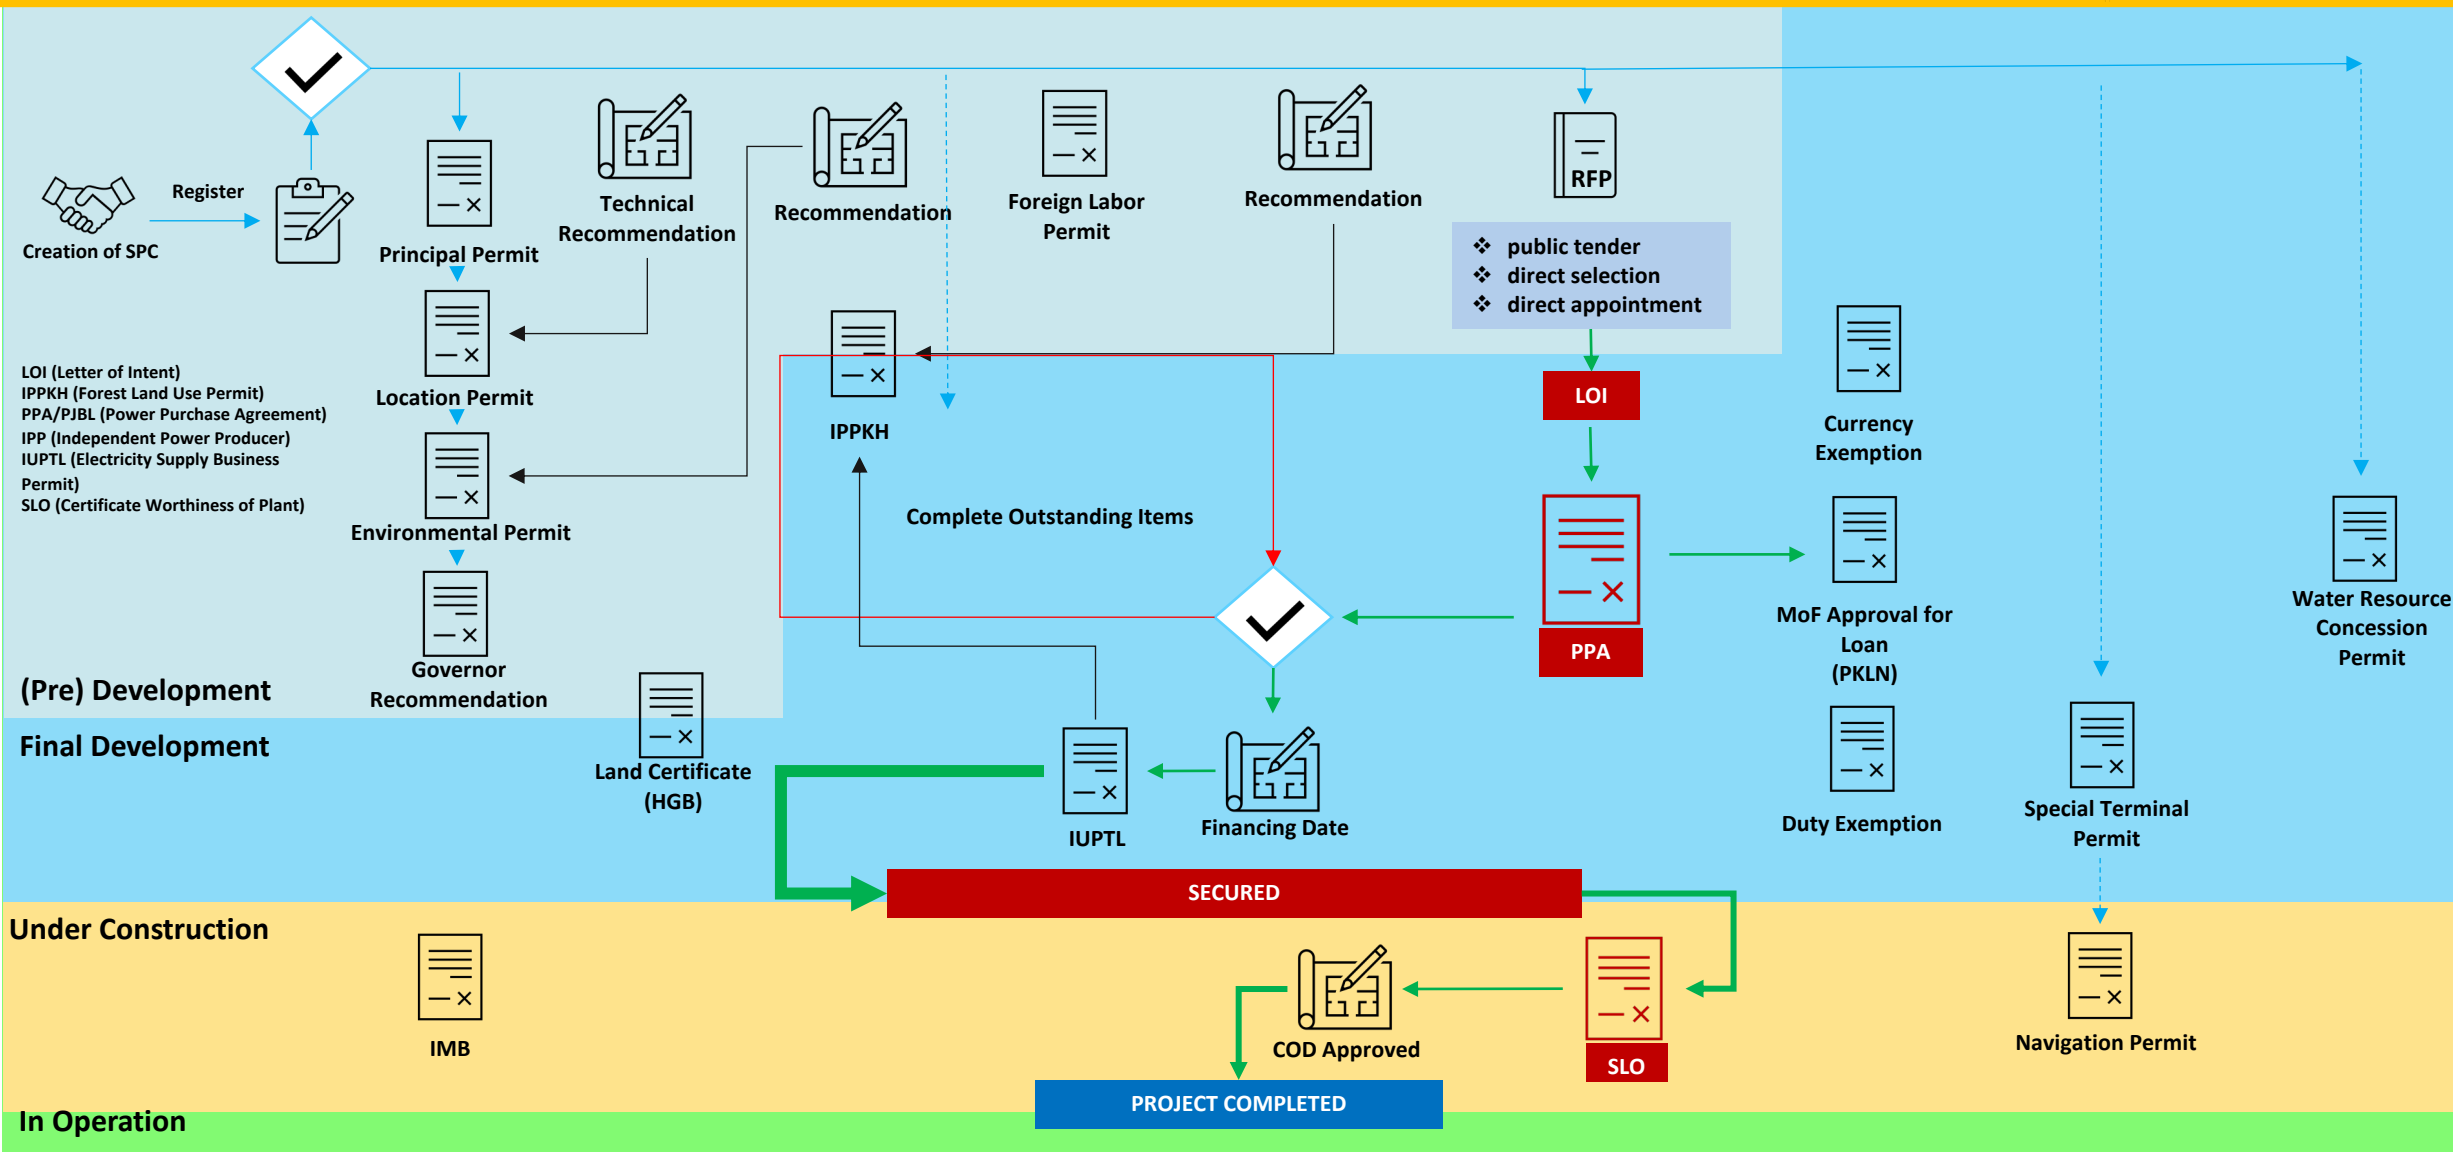 Register
Creation of SPC
Principal Permit
Technical
Recommendation
Recommendation
Foreign Labor
Permit
Recommendation
RFP
❖ public tender
❖ direct selection
❖ direct appointment
LOI (Letter of Intent)
IPPKH (Forest Land Use Permit)
PPA/PJBL (Power Purchase Agreement)
IPP (Independent Power Producer)
IUPTL (Electricity Supply Business
Permit)
SLO (Certificate Worthiness of Plant)
Location Permit
IPPKH
LOI
Currency
Exemption
Environmental Permit
Complete Outstanding Items
PPA
MoF Approval for
Loan
(PKLN)
Water Resource
Concession
Permit
Governor
Recommendation
(Pre) Development
Final Development
Land Certificate
(HGB)
IUPTL
Financing Date
Duty Exemption
Special Terminal
Permit
SECURED
Under Construction
IMB
COD Approved
SLO
Navigation Permit
PROJECT COMPLETED
In Operation